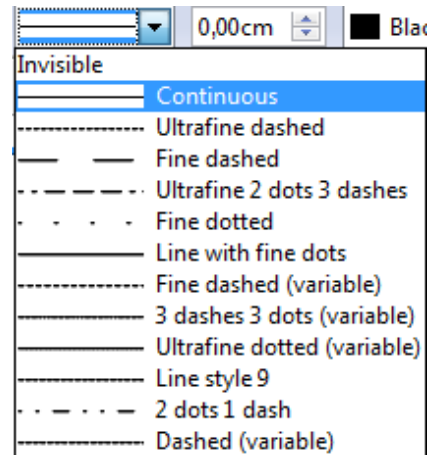 0,00cm Blac
Invisible
Continuous
Ultrafine dashed
Fine dashed
Ultrafine 2 dots 3 dashes
Fine dotted
Line with fine dots
Fine dashed (variable)
3 dashes 3 dots (variable)
Ultrafine dotted (variable)
Line style 9
2 dots 1 dash
Dashed (variable)